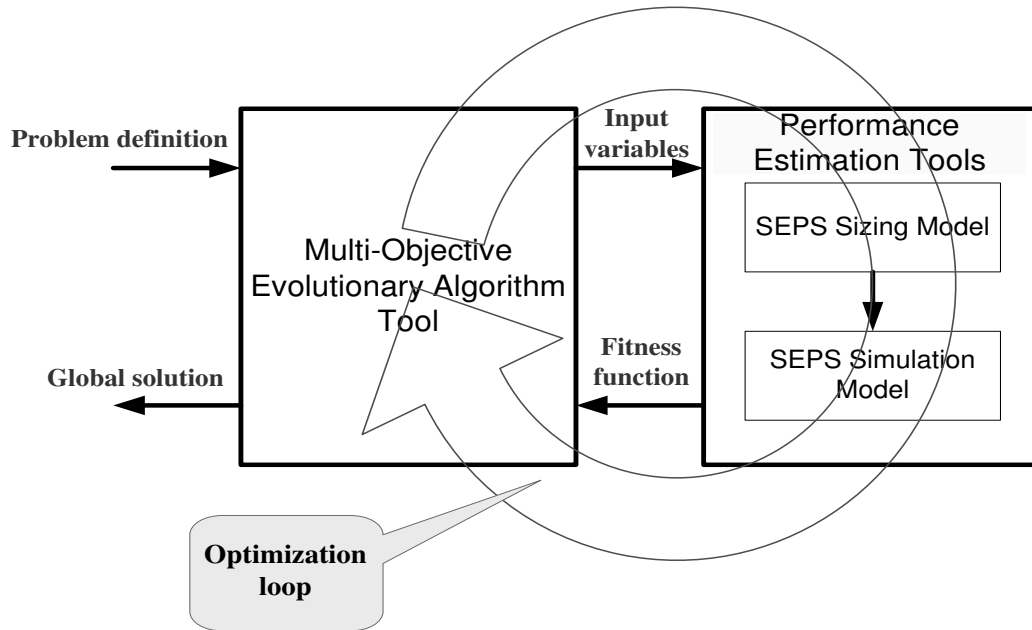 Problem definition
Global solution
Multi-Objective
Evolutionary Algorithm
Tool
Input
variables
Fitness
function
Performance
Estimation Tools
SEPS Sizing Model
SEPS Simulation
Model
Optimization
loop